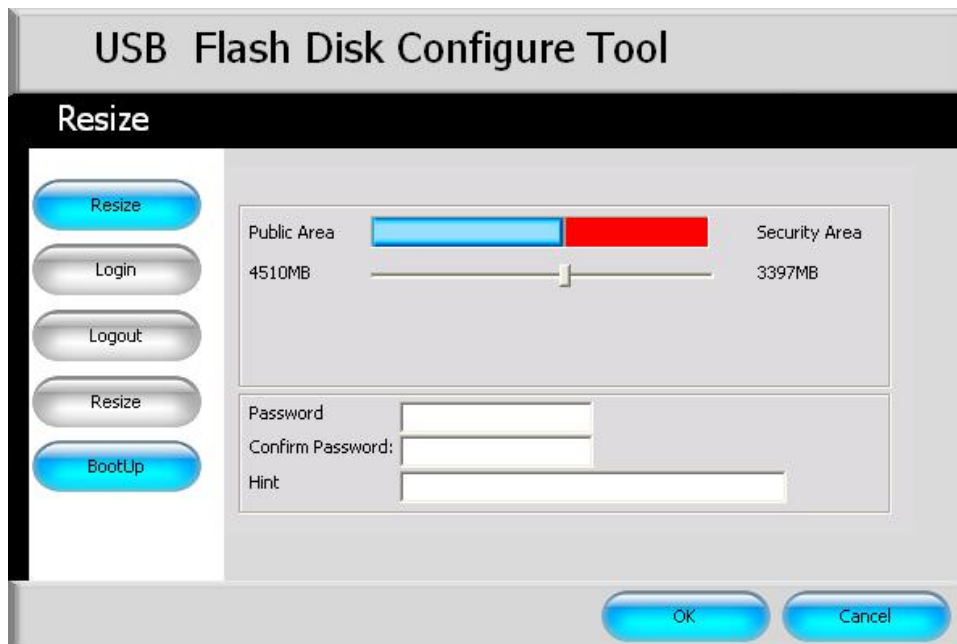 USB Flash Disk Configure Tool
Resize
Resize
Login
Logout
Resize
BootUp
Public Area
Security Area
4510MB
3397MB
Password
Confirm Password:
Hint
OK
Cancel